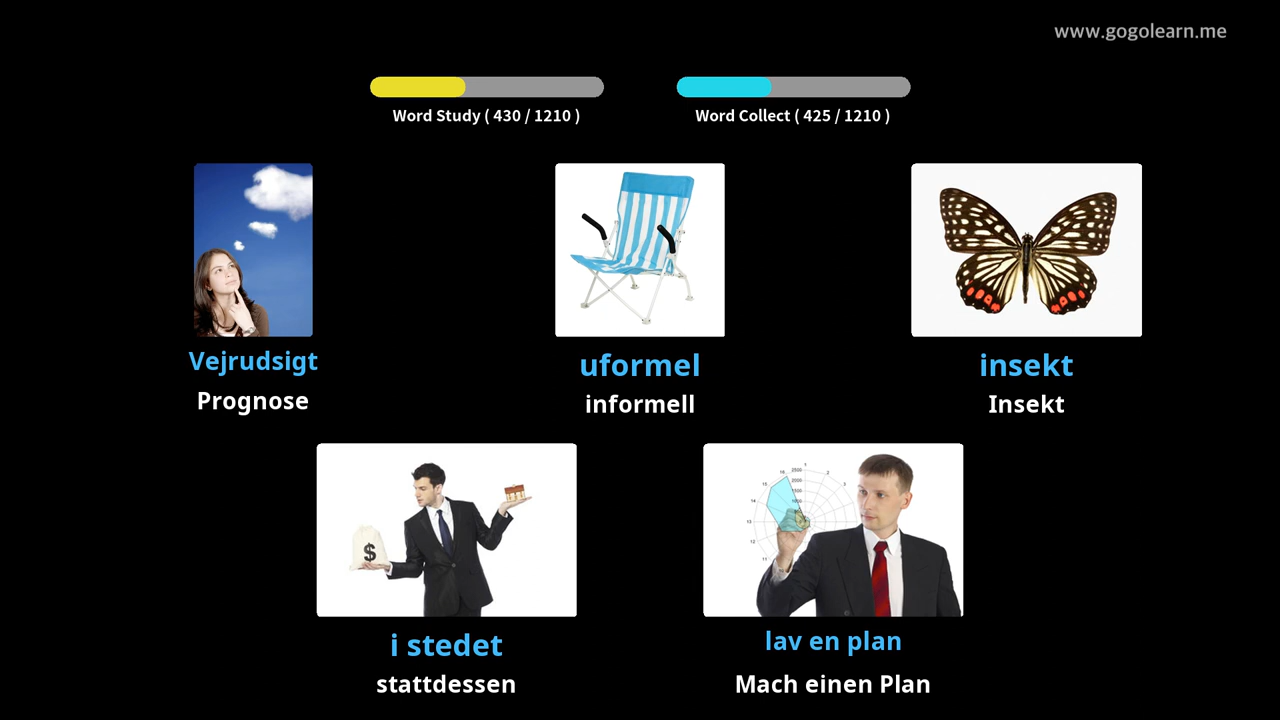 www.gogolearn.me
Word Study ( 430 / 1210 )
Word Collect ( 425 / 1210 )
Vejrudsigt
Prognose
uformel
informell
insekt
Insekt
$
i stedet
stattdessen
lav en plan
Mach einen Plan